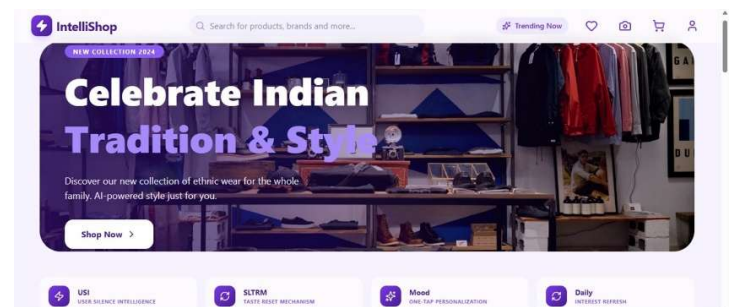 IntelliShop
Search for products, brands and more...
Trending Now
NEW COLLECTION 2024
Celebrate Indian
Tradition & Style
Discover our new collection of ethnic wear for the whole
family. AI-powered style just for you.
Shop Now
USI
USER SILENCE INTELLIGENCE
SLTRM
TASTE RESET MECHANISM
Mood
ONE-TAP PERSONALIZATION
Daily
INTEREST REFRESH